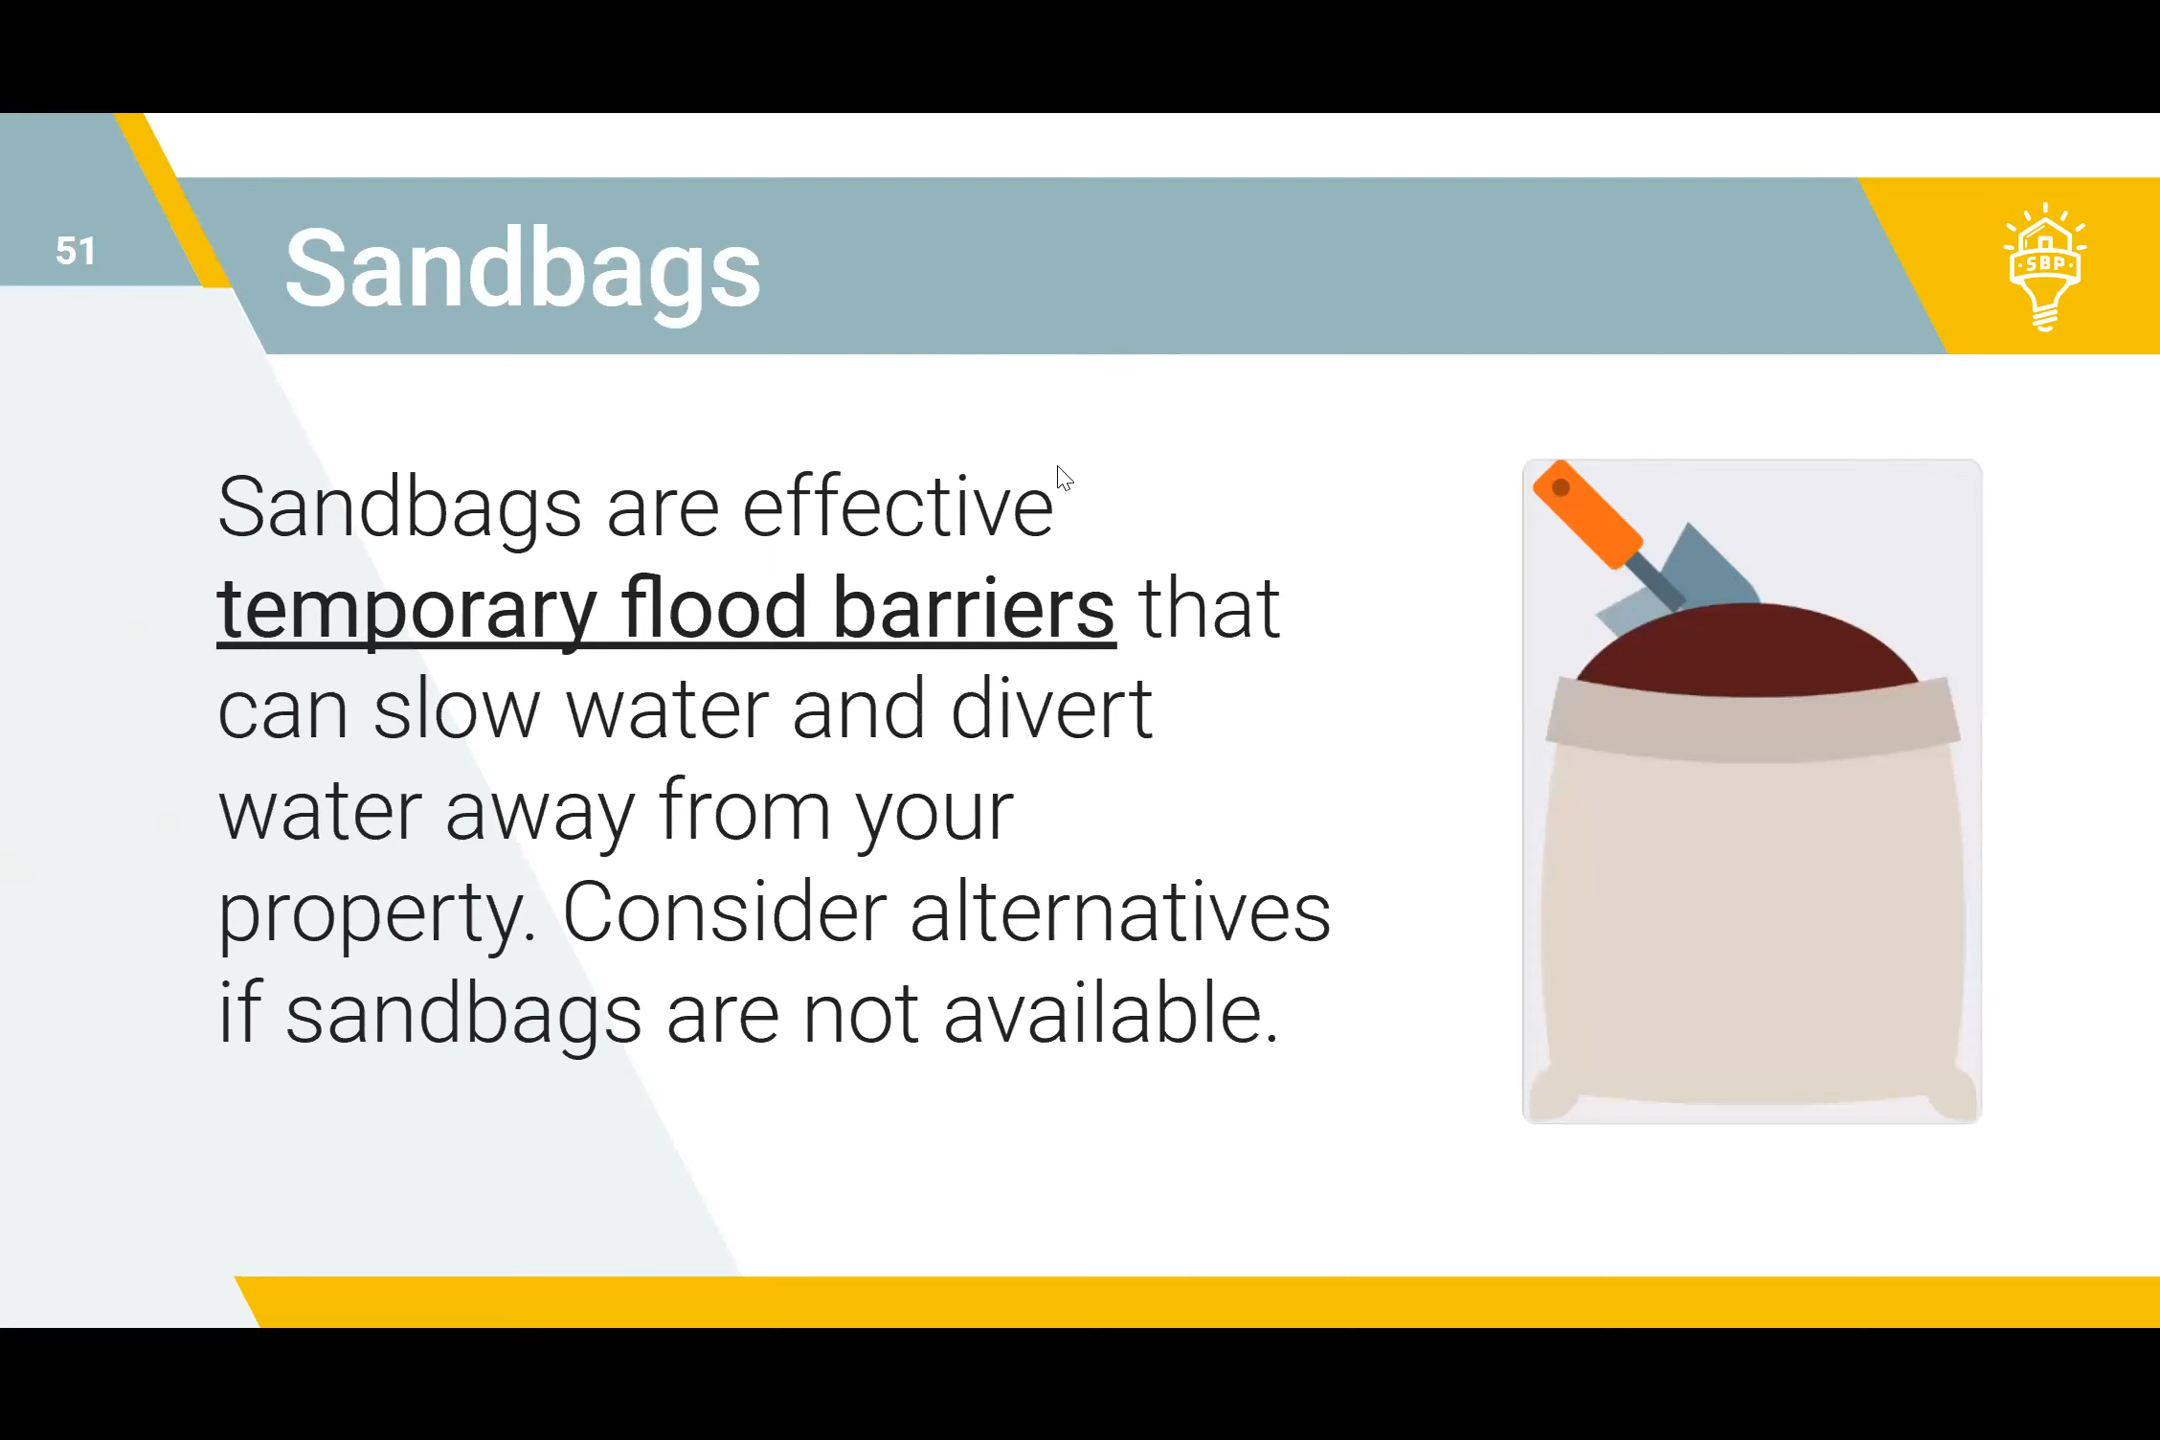 51
Sandbags
SBP
Sandbags are effective
temporary flood barriers that
can slow water and divert
water away from your
property. Consider alternatives
if sandbags are not available.